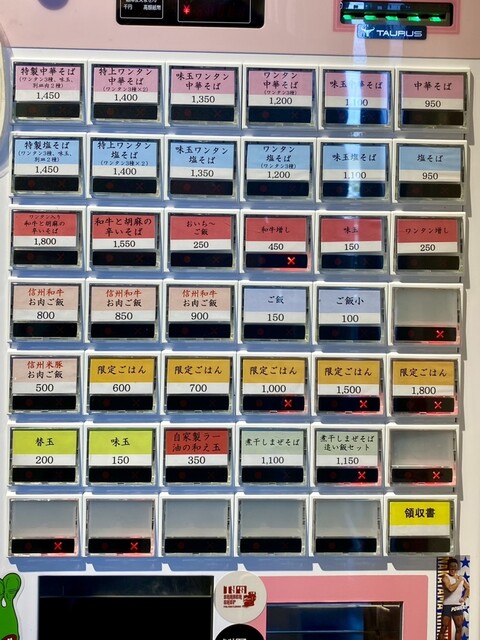 千円
TAURUS
特製中華そば
(ワンタン3種、味玉、
別皿肉2種)
1,450
特上ワンタン
中華そば
(ワンタン3種×2)
1,400
味玉ワンタン
中華そば
1,350
ワンタン
中華そば
(ワンタン3種)
1,200
味玉中華そば
1,100
中華そば
950
特製塩そば
(ワンタン3種、味玉、
別皿2種)
1,450
特上ワンタン
塩そば
(ワンタン3種×2)
1,400
味玉ワンタン
塩そば
1,350
ワンタン
塩そば
(ワンタン3種)
1,200
味玉塩そば
1,100
塩そば
950
ワンタン入り
和牛と胡麻の
辛いそば
1,800
和牛と胡麻の
辛いそば
1,550
おいち〜
ご飯
250
和牛増し
450
味玉
150
ワンタン増し
250
信州和牛
お肉ご飯
800
信州和牛
お肉ご飯
850
信州和牛
お肉ご飯
900
ご飯
150
ご飯小
100
信州米豚
お肉ご飯
500
限定ごはん
600
限定ごはん
700
限定ごはん
1,000
限定ごはん
1,500
限定ごはん
1,800
替玉
200
味玉
150
自家製ラー
油の和え玉
350
煮干しまぜそば
1,100
煮干しまぜそば
追い飯セット
1,150
領収書